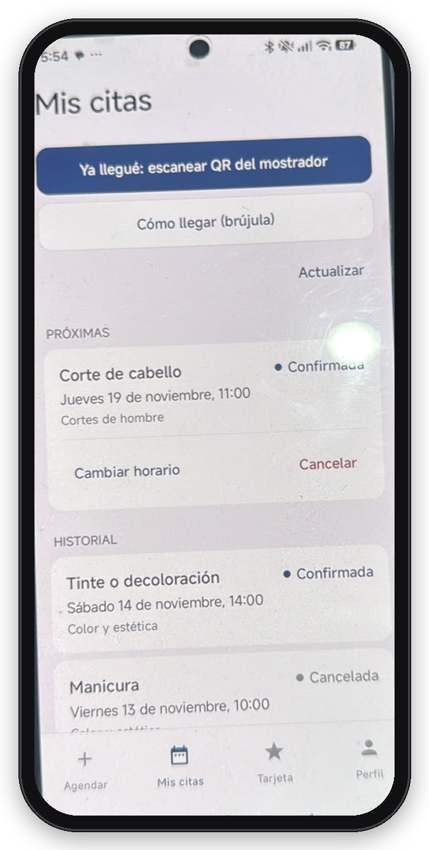 5:54
87
Mis citas
Ya llegué: escanear QR del mostrador
Cómo llegar (brújula)
Actualizar
PRÓXIMAS
Corte de cabello
Confirmada
Jueves 19 de noviembre, 11:00
Cortes de hombre
Cambiar horario
Cancelar
HISTORIAL
Tinte o decoloración
Confirmada
Sábado 14 de noviembre, 14:00
Color y estética
Manicura
Cancelada
Viernes 13 de noviembre, 10:00
Agendar
Mis citas
Tarjeta
Perfil